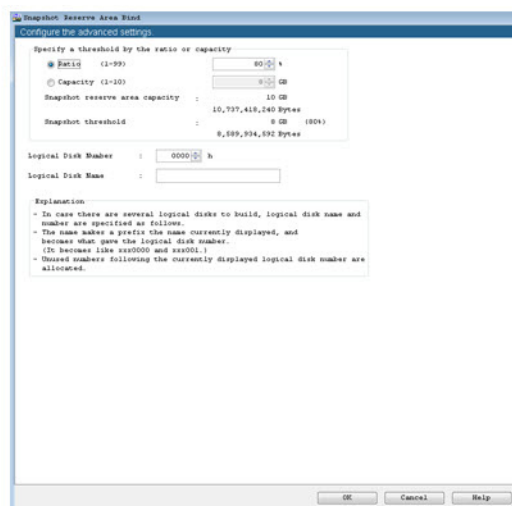 Snapshot Reserve Area Bind
Configure the advanced settings.
Specify a threshold by the ratio or capacity
Ratio (1-99) 80 %
Capacity (1-10) 8 GB
Snapshot reserve area capacity : 10 GB
10,737,418,240 Bytes
Snapshot threshold : 8 GB (80%)
8,589,934,592 Bytes
Logical Disk Number : 0000 h
Logical Disk Name :
Explanation
- In case there are several logical disks to build, logical disk name and
number are specified as follows.
- The name makes a prefix the name currently displayed, and
becomes what gave the logical disk number.
(It becomes like xxx0000 and xxx001.)
- Unused numbers following the currently displayed logical disk number are
allocated.
OK Cancel Help